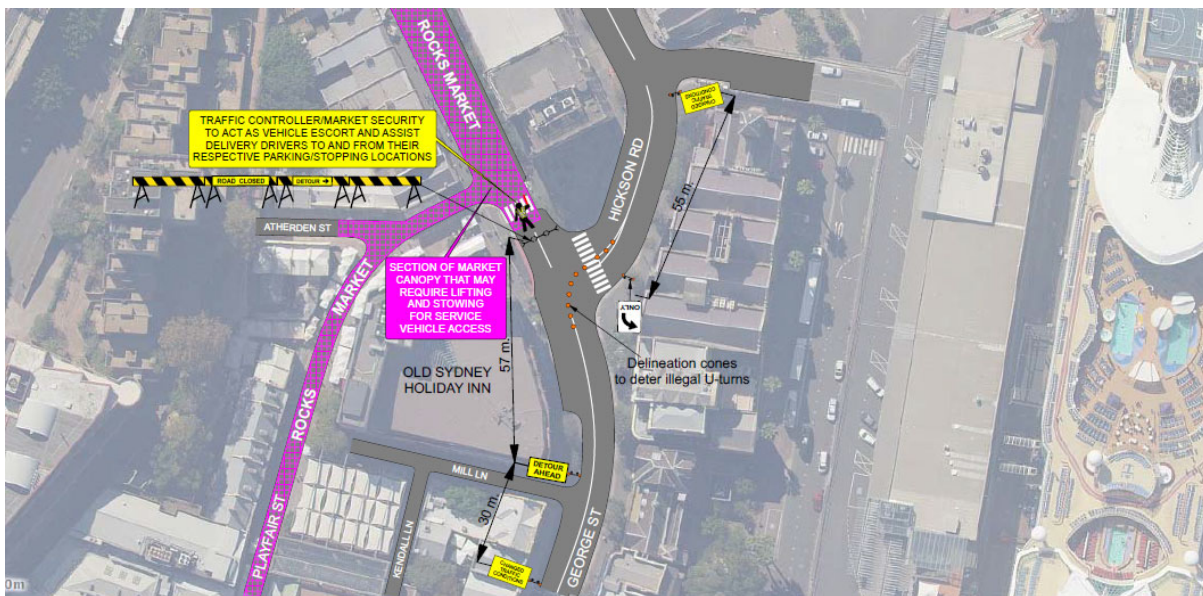 ROCKS MARKET
TRAFFIC CONTROLLER/MARKET SECURITY
TO ACT AS VEHICLE ESCORT AND ASSIST
DELIVERY DRIVERS TO AND FROM THEIR
RESPECTIVE PARKING/STOPPING LOCATIONS
ROAD CLOSED
DETOUR →
CHANGED
TRAFFIC
CONDITIONS
HICKSON RD
55 m.
ATHERDEN ST
SECTION OF MARKET
CANOPY THAT MAY
REQUIRE LIFTING
AND STOWING
FOR SERVICE
VEHICLE ACCESS
ONLY
57 m.
Delineation cones
to deter illegal U-turns
OLD SYDNEY
HOLIDAY INN
ROCKS MARKET
PLAYFAIR ST
MILL LN
DETOUR
AHEAD
30 m.
KENDALL LN
CHANGED
TRAFFIC
CONDITIONS
GEORGE ST
0m